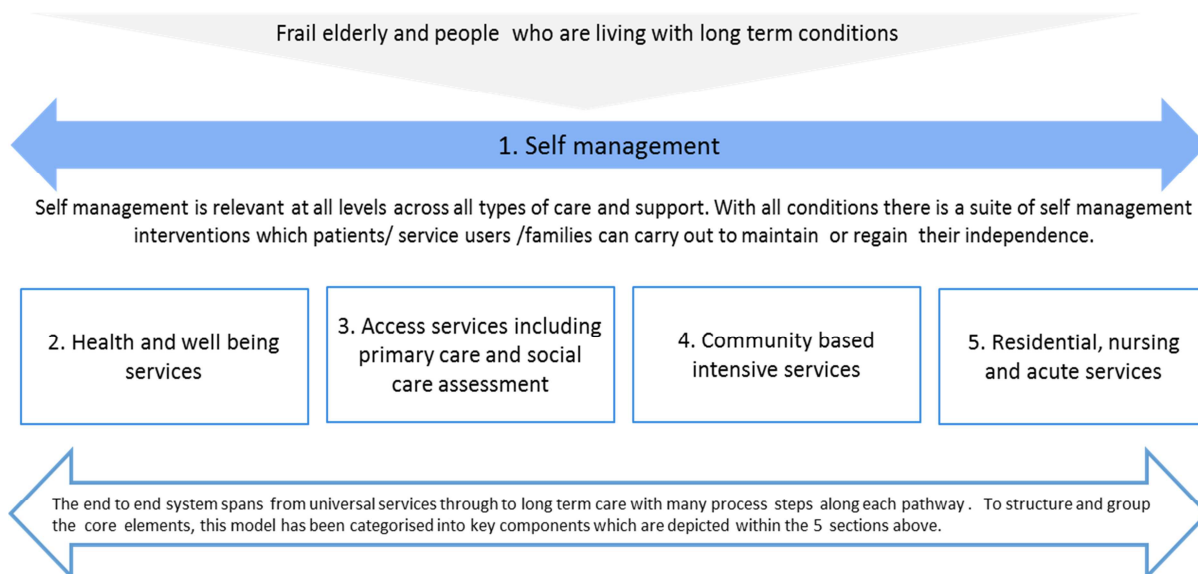 Frail elderly and people who are living with long term conditions
1. Self management
Self management is relevant at all levels across all types of care and support. With all conditions there is a suite of self management
interventions which patients/ service users /families can carry out to maintain or regain their independence.
2. Health and well being
services
3. Access services including
primary care and social
care assessment
4. Community based
intensive services
5. Residential, nursing
and acute services
The end to end system spans from universal services through to long term care with many process steps along each pathway . To structure and group
the core elements, this model has been categorised into key components which are depicted within the 5 sections above.